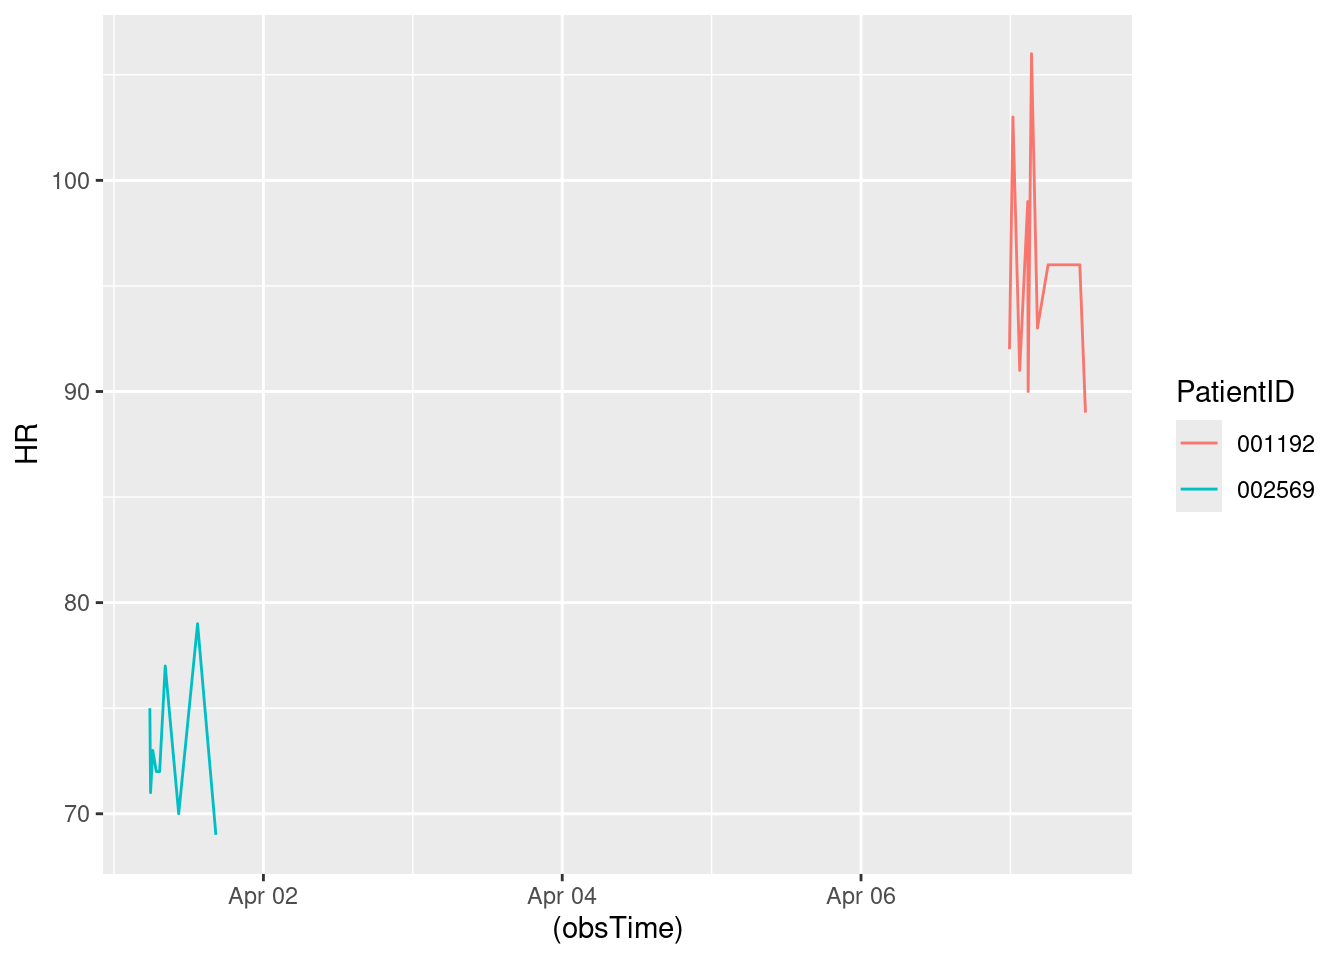 100
90
80
70
HR
Apr 02
Apr 04
Apr 06
(obsTime)
PatientID
001192
002569